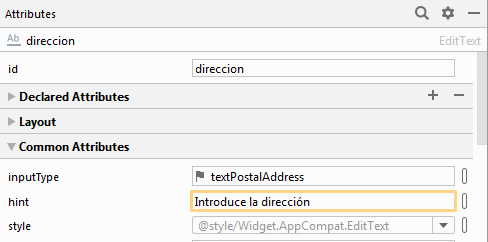 Attributes
Ab direccion EditText
id direccion
Declared Attributes
Layout
Common Attributes
inputType textPostalAddress
hint Introduce la dirección
style @style/Widget.AppCompat.EditText